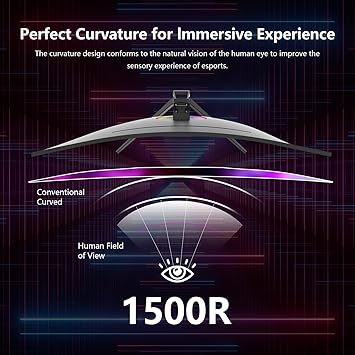 Perfect Curvature for Immersive Experience
The curvature design conforms to the natural vision of the human eye to improve the
sensory experience of esports.
Conventional
Curved
Human Field
of View
1500R